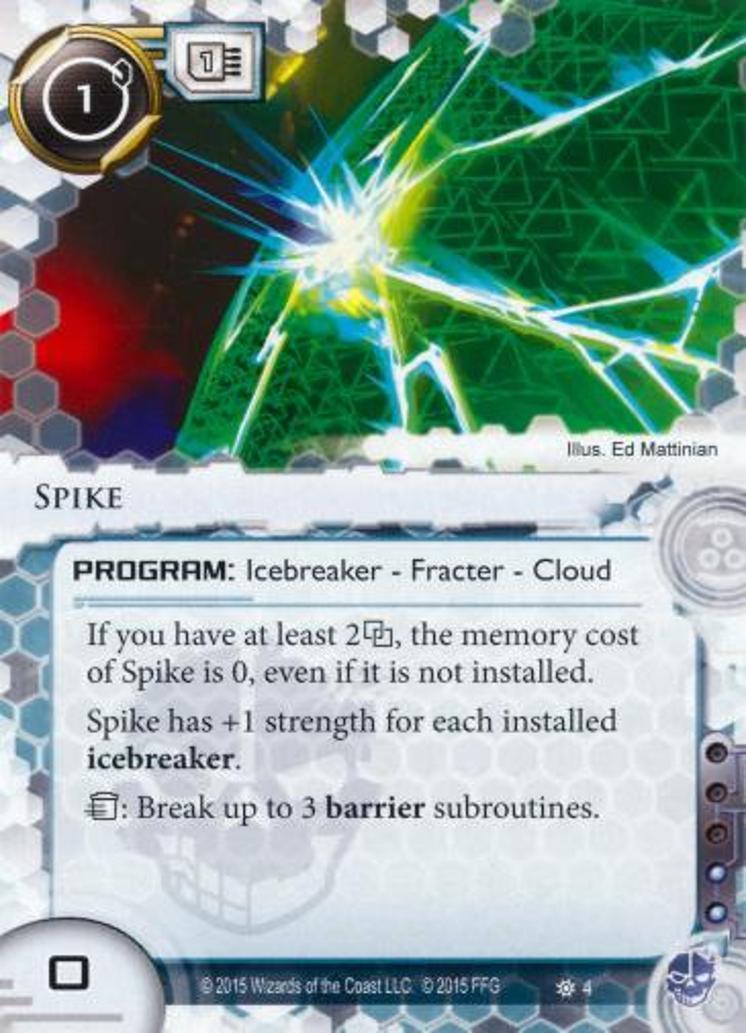 1
1
Illus. Ed Mattinian
SPIKE
PROGRAM: Icebreaker - Fracter - Cloud
If you have at least 2, the memory cost
of Spike is 0, even if it is not installed.
Spike has +1 strength for each installed
icebreaker.
: Break up to 3 barrier subroutines.
0
© 2015 Wizards of the Coast LLC. © 2015 FFG
4